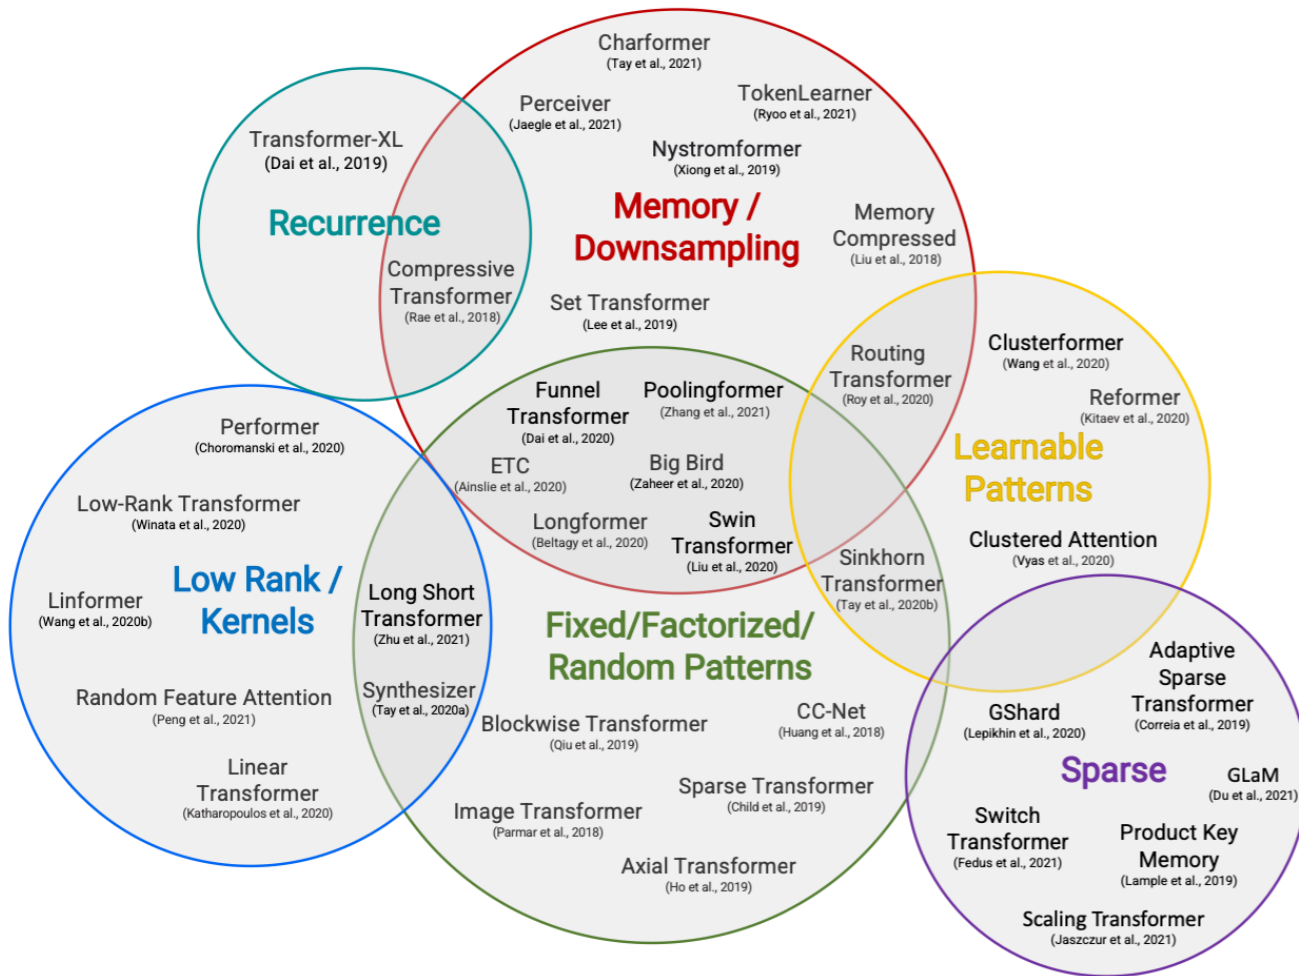 Charformer
(Tay et al., 2021)
Perceiver
(Jaegle et al., 2021)
TokenLearner
(Ryoo et al., 2021)
Transformer-XL
(Dai et al., 2019)
Nystromformer
(Xiong et al., 2019)
Recurrence
Memory /
Downsampling
Memory
Compressed
(Liu et al., 2018)
Compressive
Transformer
(Rae et al., 2018)
Set Transformer
(Lee et al., 2019)
Routing
Transformer
(Roy et al., 2020)
Clusterformer
(Wang et al., 2020)
Reformer
(Kitaev et al., 2020)
Funnel
Transformer
(Dai et al., 2020)
Poolingformer
(Zhang et al., 2021)
Performer
(Choromanski et al., 2020)
Learnable
Patterns
ETC
(Ainslie et al., 2020)
Big Bird
(Zaheer et al., 2020)
Low-Rank Transformer
(Winata et al., 2020)
Longformer
(Beltagy et al., 2020)
Swin
Transformer
(Liu et al., 2020)
Sinkhorn
Transformer
(Tay et al., 2020b)
Clustered Attention
(Vyas et al., 2020)
Low Rank /
Kernels
Linformer
(Wang et al., 2020b)
Long Short
Transformer
(Zhu et al., 2021)
Fixed/Factorized/
Random Patterns
Adaptive
Sparse
Transformer
(Correia et al., 2019)
Random Feature Attention
(Peng et al., 2021)
Synthesizer
(Tay et al., 2020a)
Blockwise Transformer
(Qiu et al., 2019)
CC-Net
(Huang et al., 2018)
GShard
(Lepikhin et al., 2020)
Sparse
Linear
Transformer
(Katharopoulos et al., 2020)
Sparse Transformer
(Child et al., 2019)
GLaM
(Du et al., 2021)
Image Transformer
(Parmar et al., 2018)
Switch
Transformer
(Fedus et al., 2021)
Product Key
Memory
(Lample et al., 2019)
Axial Transformer
(Ho et al., 2019)
Scaling Transformer
(Jaszczur et al., 2021)